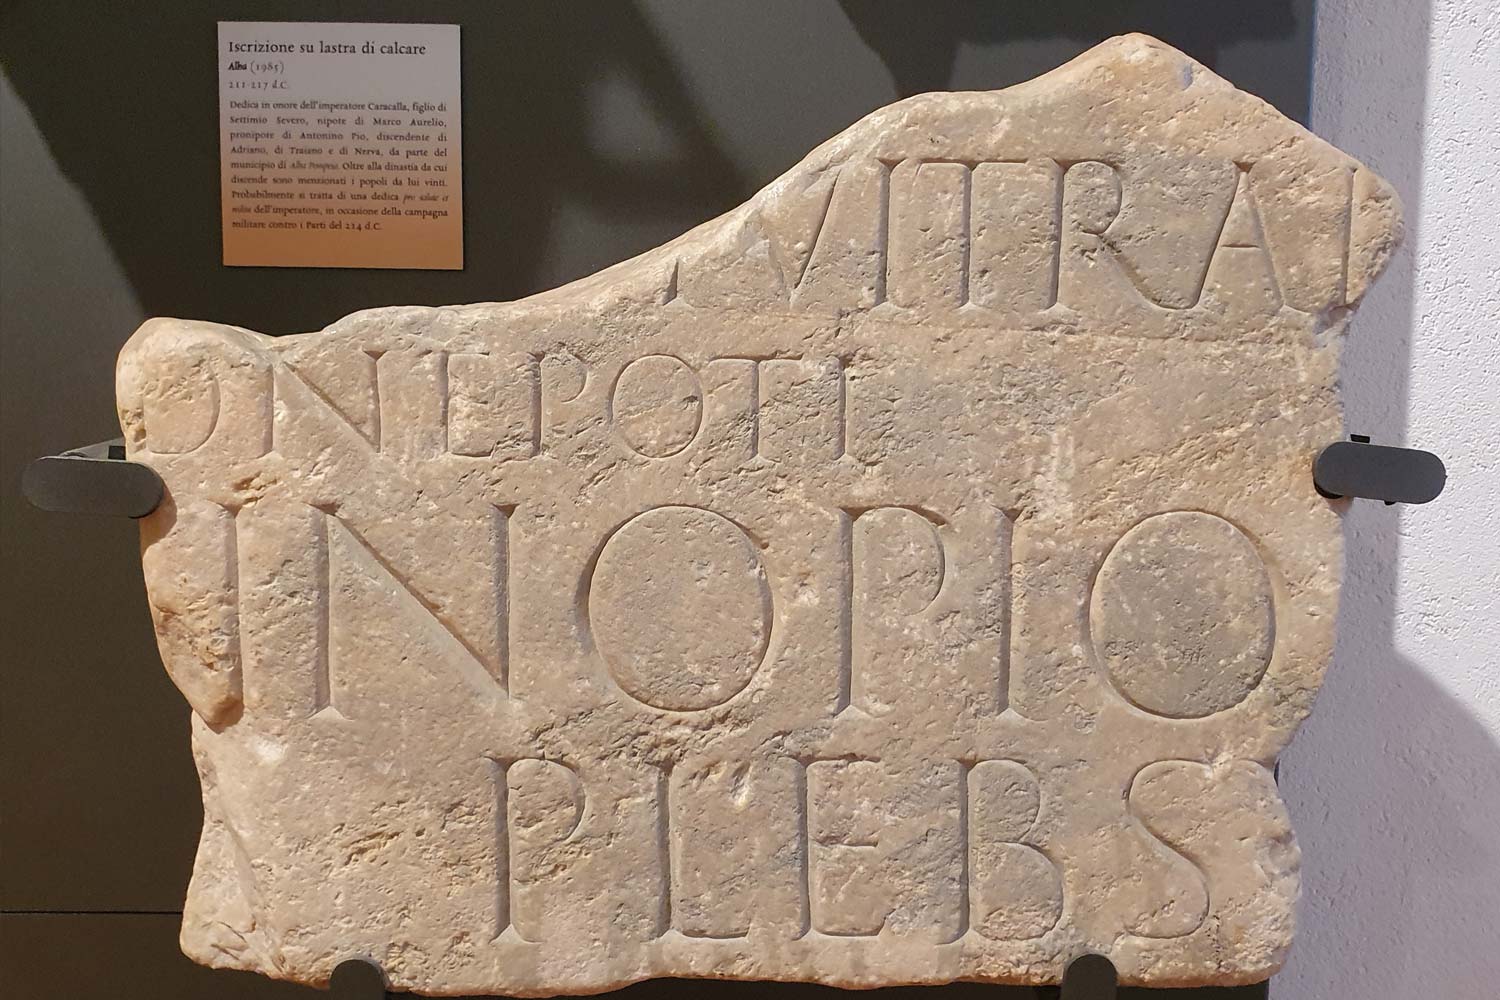 Iscrizione su lastra di calcare
Alba (1985)
211-217 d.C.
Dedica in onore dell'imperatore Caracalla, figlio di
Settimio Severo, nipote di Marco Aurelio,
pronipote di Antonino Pio, discendente di
Adriano, di Traiano e di Nerva, da parte del
municipio di Alba Pompeia. Oltre alla dinastia da cui
discende sono menzionati i popoli da lui vinti.
Probabilmente si tratta di una dedica pro salute et
reditu dell'imperatore, in occasione della campagna
militare contro i Parti del 214 d.C.
VITRAI
ONEPOTI
INOPIO
PLEBS